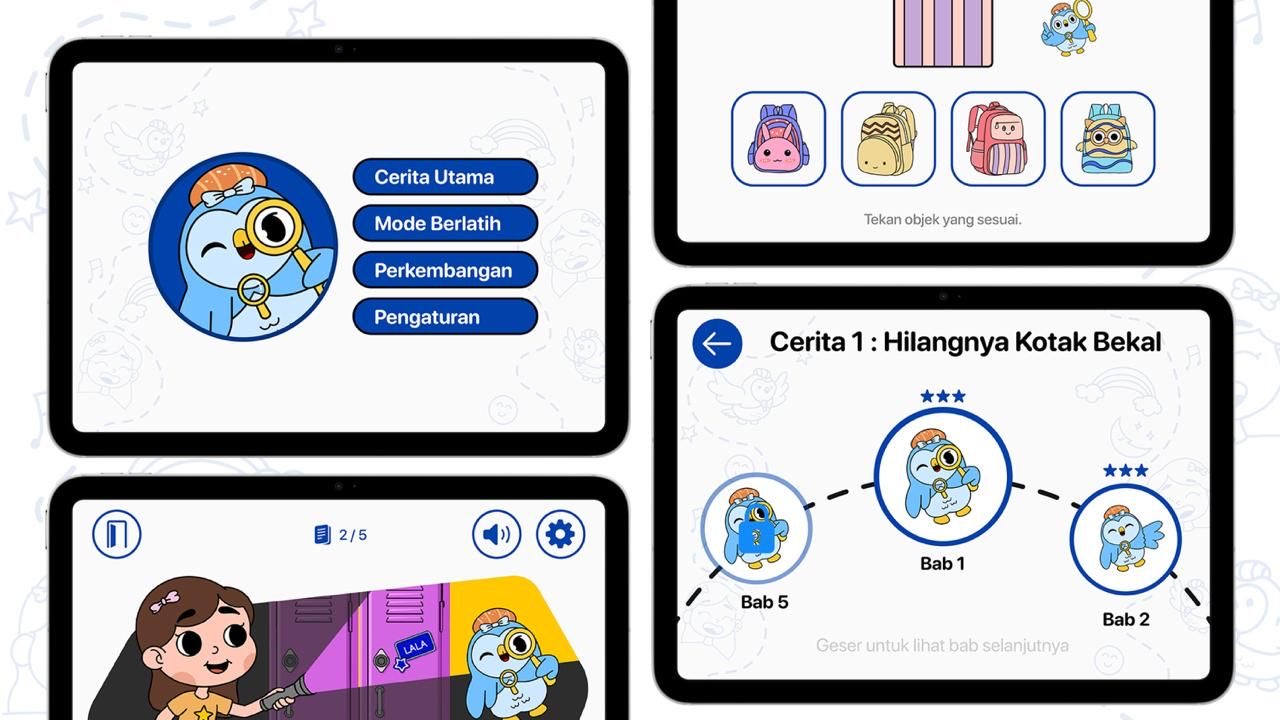 Cerita Utama
Mode Berlatih
Perkembangan
Pengaturan
Tekan objek yang sesuai.
2/5
LALA
Cerita 1 : Hilangnya Kotak Bekal
Bab 1
Bab 5
Bab 2
Geser untuk lihat bab selanjutnya